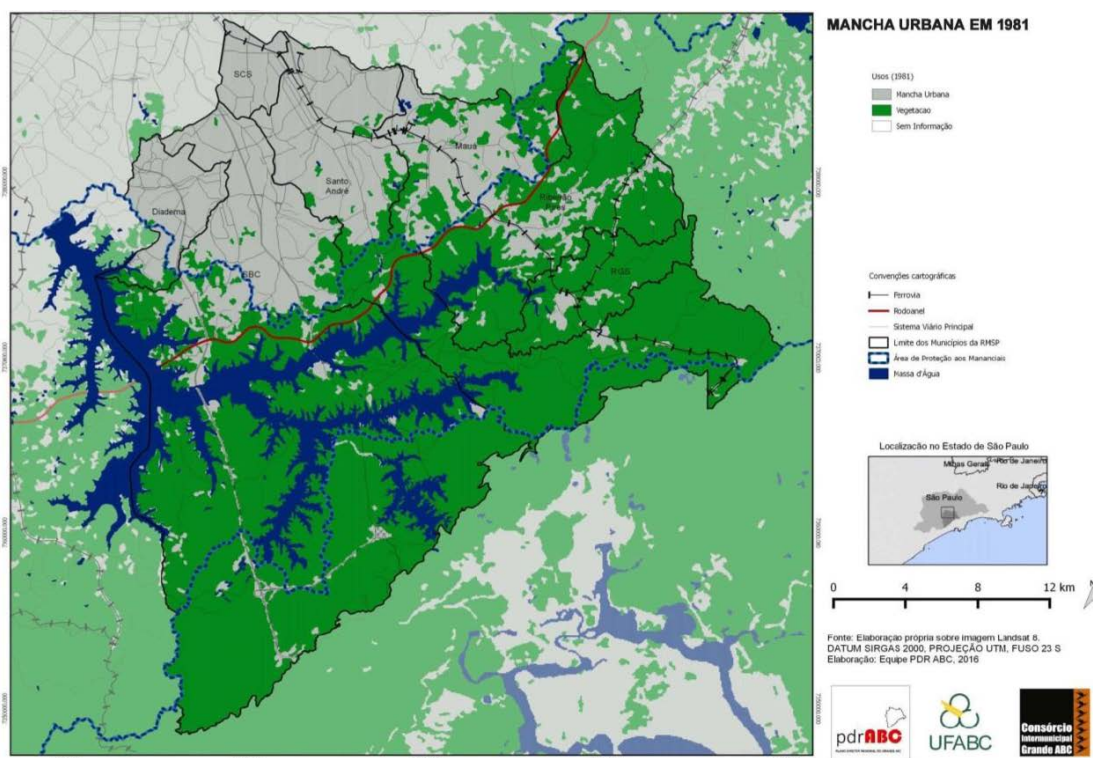 MANCHA URBANA EM 1981
Usos (1981)
Mancha Urbana
Vegetacao
Sem Informação
SCS
Mauá
Santo
André
Diadema
SBC
Ribeirão
Pires
RGS
Convenções cartográficas
Ferrovia
Rodoanel
Sistema Viário Principal
Limite dos Municípios da RMSP
Área de Proteção aos Mananciais
Massa d'Água
Localização no Estado de São Paulo
Minas Gerais
Rio de Janeiro
Rio de Janeiro
São Paulo
0 4 8 12 km
Fonte: Elaboração própria sobre imagem Landsat 8.
DATUM SIRGAS 2000, PROJEÇÃO UTM, FUSO 23 S
Elaboração: Equipe PDR ABC, 2016
pdrABC
UFABC
Consórcio
Intermunicipal
Grande ABC